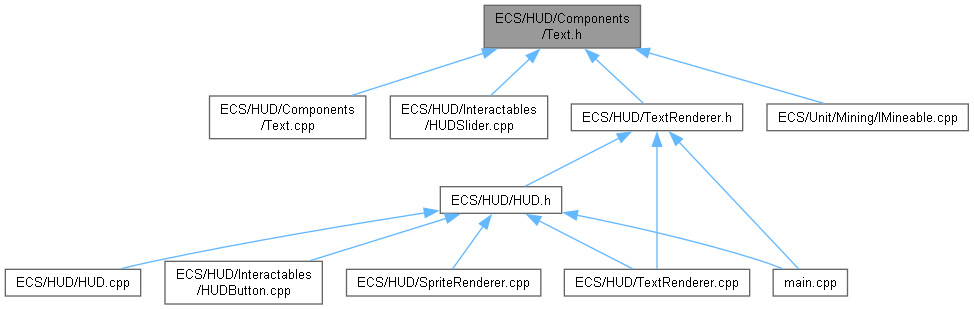 ECS/HUD/Components
/Text.h
ECS/HUD/Components
/Text.cpp
ECS/HUD/Interactables
/HUDSlider.cpp
ECS/HUD/TextRenderer.h
ECS/Unit/Mining/IMineable.cpp
ECS/HUD/HUD.h
ECS/HUD/HUD.cpp
ECS/HUD/Interactables
/HUDButton.cpp
ECS/HUD/SpriteRenderer.cpp
ECS/HUD/TextRenderer.cpp
main.cpp